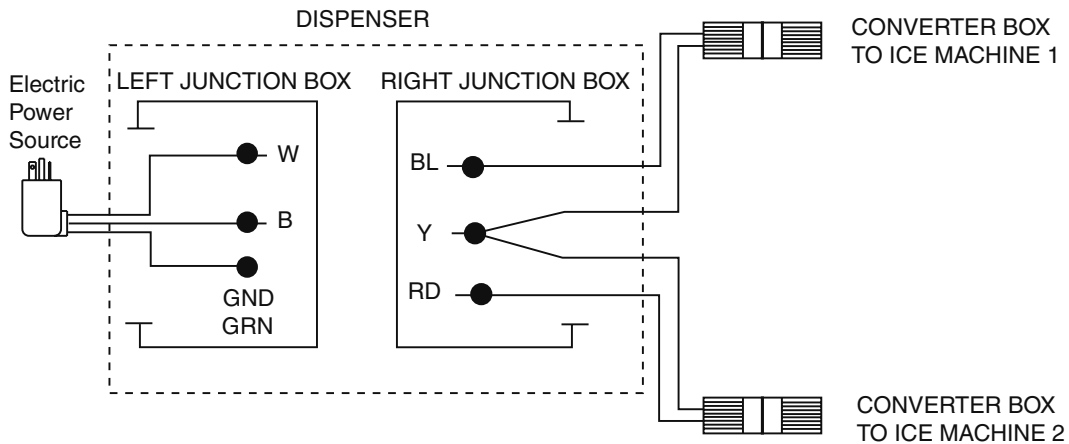 DISPENSER
CONVERTER BOX
TO ICE MACHINE 1
Electric
Power
Source
LEFT JUNCTION BOX
RIGHT JUNCTION BOX
W
B
GND
GRN
BL
Y
RD
CONVERTER BOX
TO ICE MACHINE 2